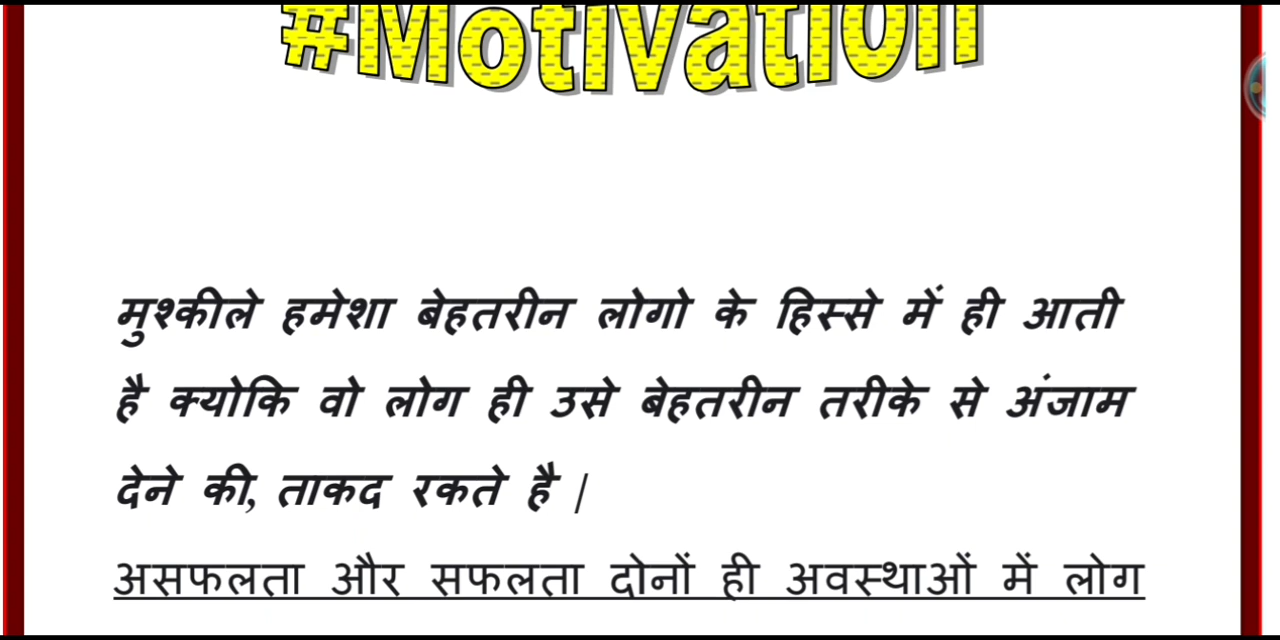 #Motivation
मुश्कीले हमेशा बेहतरीन लोगो के हिस्से में ही आती
है क्योकि वो लोग ही उसे बेहतरीन तरीके से अंजाम
देने की, ताकद रकते है |
असफलता और सफलता दोनों ही अवस्थाओं में लोग